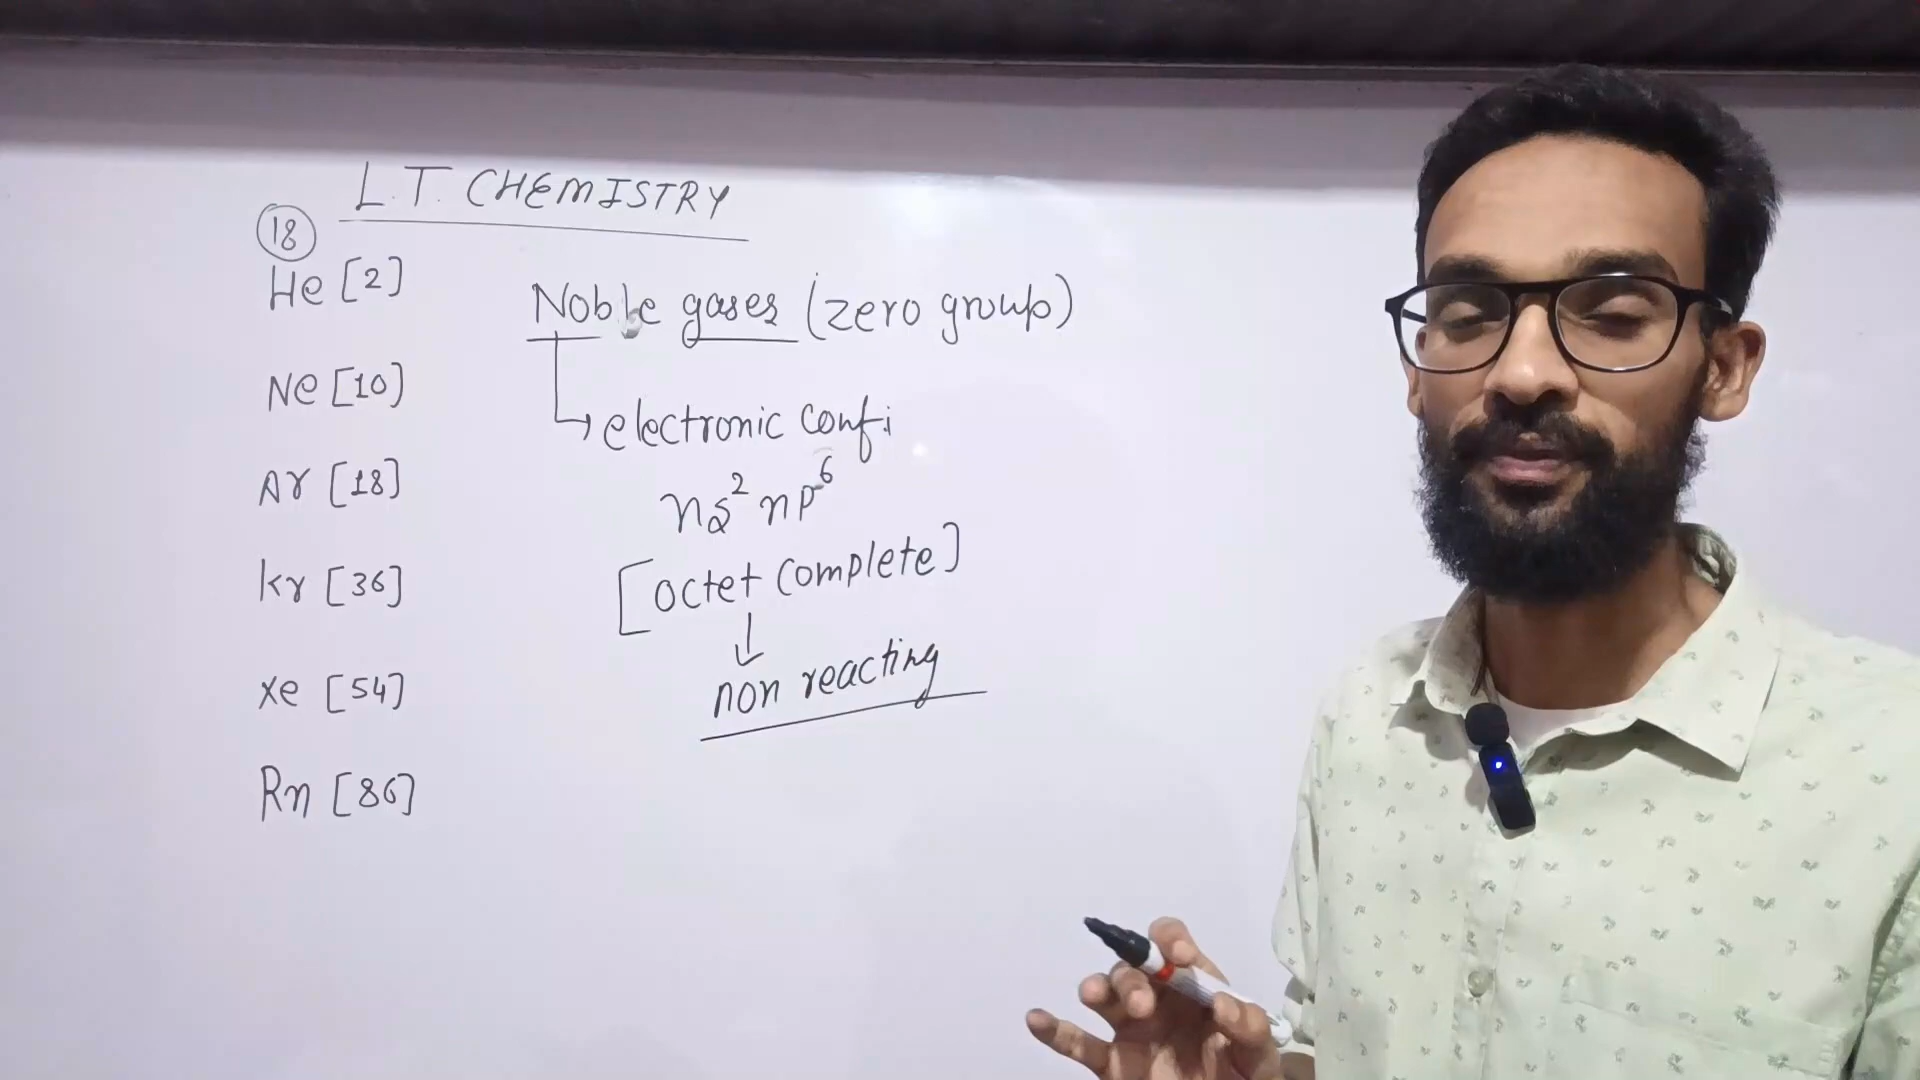 L.T. CHEMISTRY
18
He [2]
Ne [10]
Ar [18]
Kr [36]
Xe [54]
Rn [86]
Noble gases (zero group)
→ electronic confi
ns² np⁶
[octet complete]
↓
non reacting